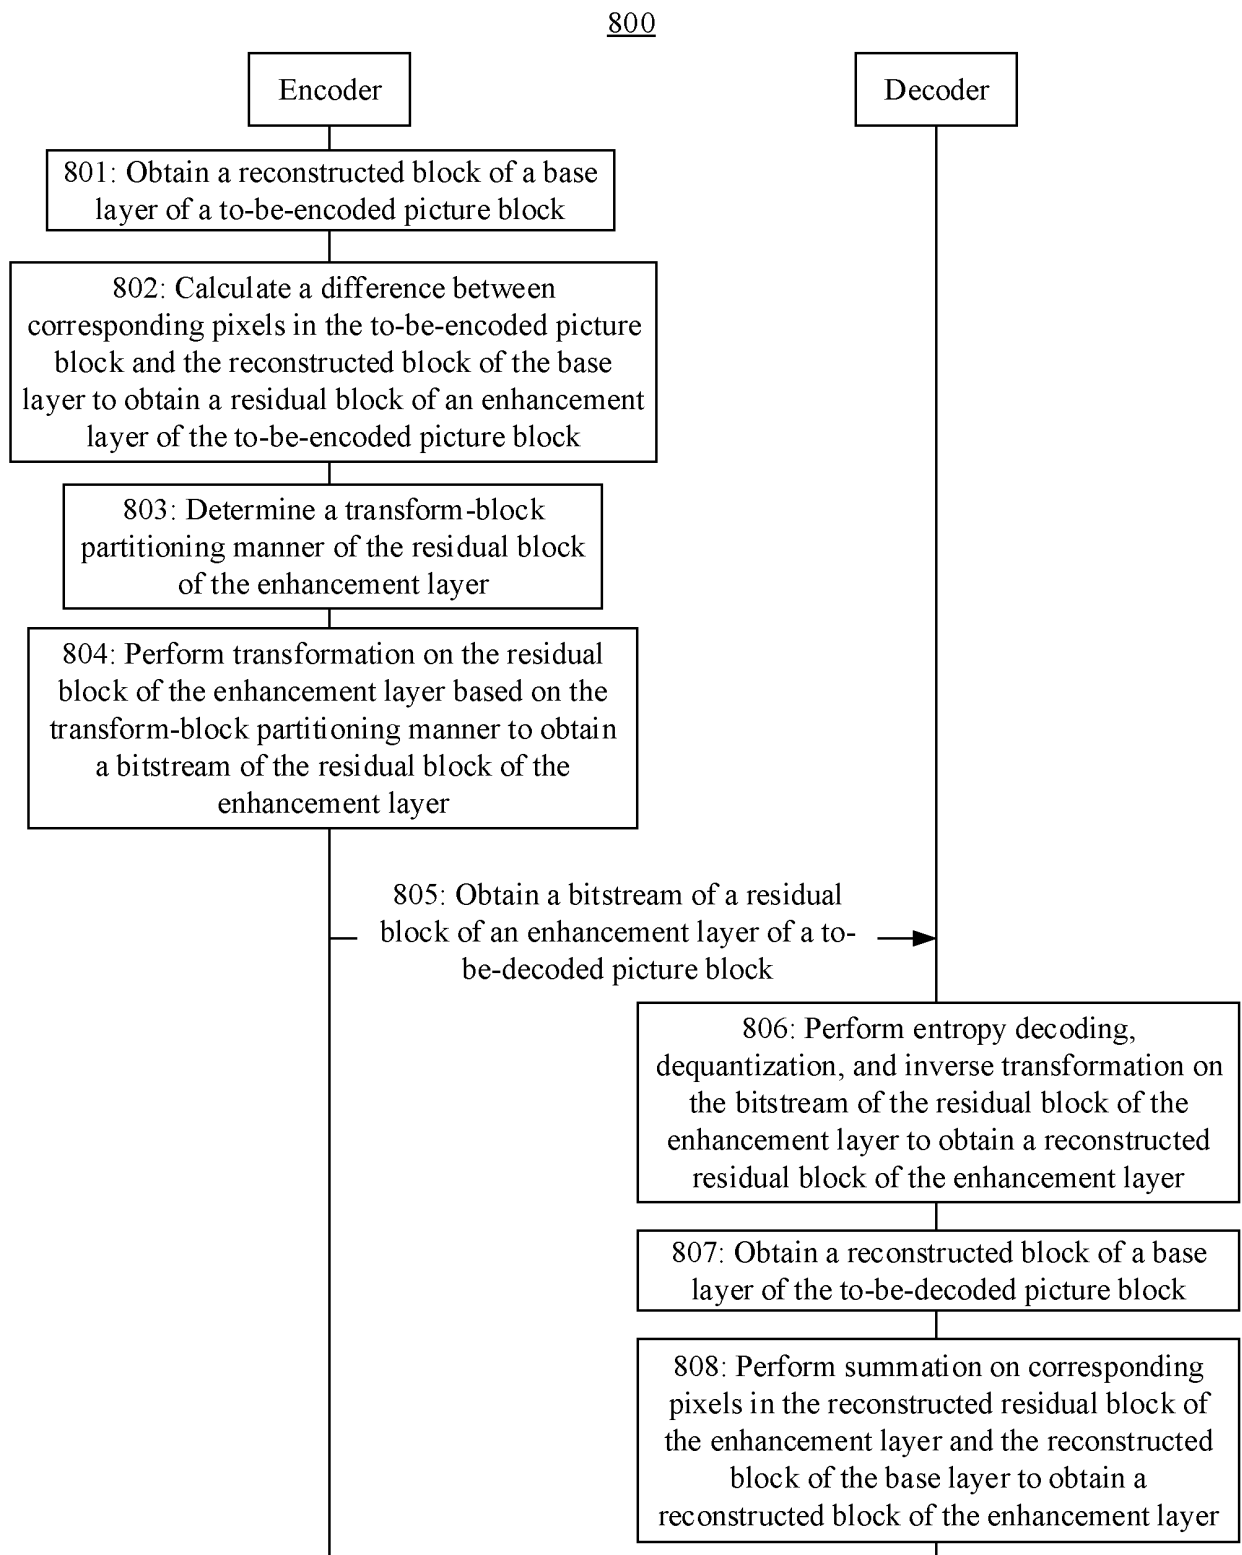 800
Encoder
Decoder
801: Obtain a reconstructed block of a base
layer of a to-be-encoded picture block
802: Calculate a difference between
corresponding pixels in the to-be-encoded picture
block and the reconstructed block of the base
layer to obtain a residual block of an enhancement
layer of the to-be-encoded picture block
803: Determine a transform-block
partitioning manner of the residual block
of the enhancement layer
804: Perform transformation on the residual
block of the enhancement layer based on the
transform-block partitioning manner to obtain
a bitstream of the residual block of the
enhancement layer
805: Obtain a bitstream of a residual
block of an enhancement layer of a to-
be-decoded picture block
806: Perform entropy decoding,
dequantization, and inverse transformation on
the bitstream of the residual block of the
enhancement layer to obtain a reconstructed
residual block of the enhancement layer
807: Obtain a reconstructed block of a base
layer of the to-be-decoded picture block
808: Perform summation on corresponding
pixels in the reconstructed residual block of
the enhancement layer and the reconstructed
block of the base layer to obtain a
reconstructed block of the enhancement layer